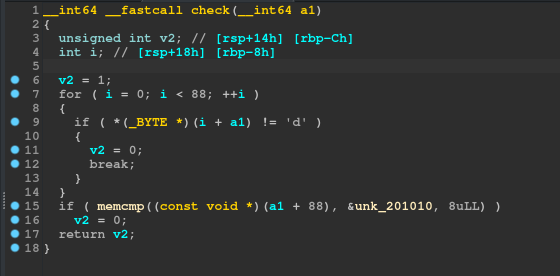 1 __int64 __fastcall check(__int64 a1)
2 {
3 unsigned int v2; // [rsp+14h] [rbp-Ch]
4 int i; // [rsp+18h] [rbp-8h]
5
6 v2 = 1;
7 for ( i = 0; i < 88; ++i )
8 {
9 if ( *(_BYTE *)(i + a1) != 'd' )
10 {
11 v2 = 0;
12 break;
13 }
14 }
15 if ( memcmp((const void *)(a1 + 88), &unk_201010, 8uLL) )
16 v2 = 0;
17 return v2;
18 }